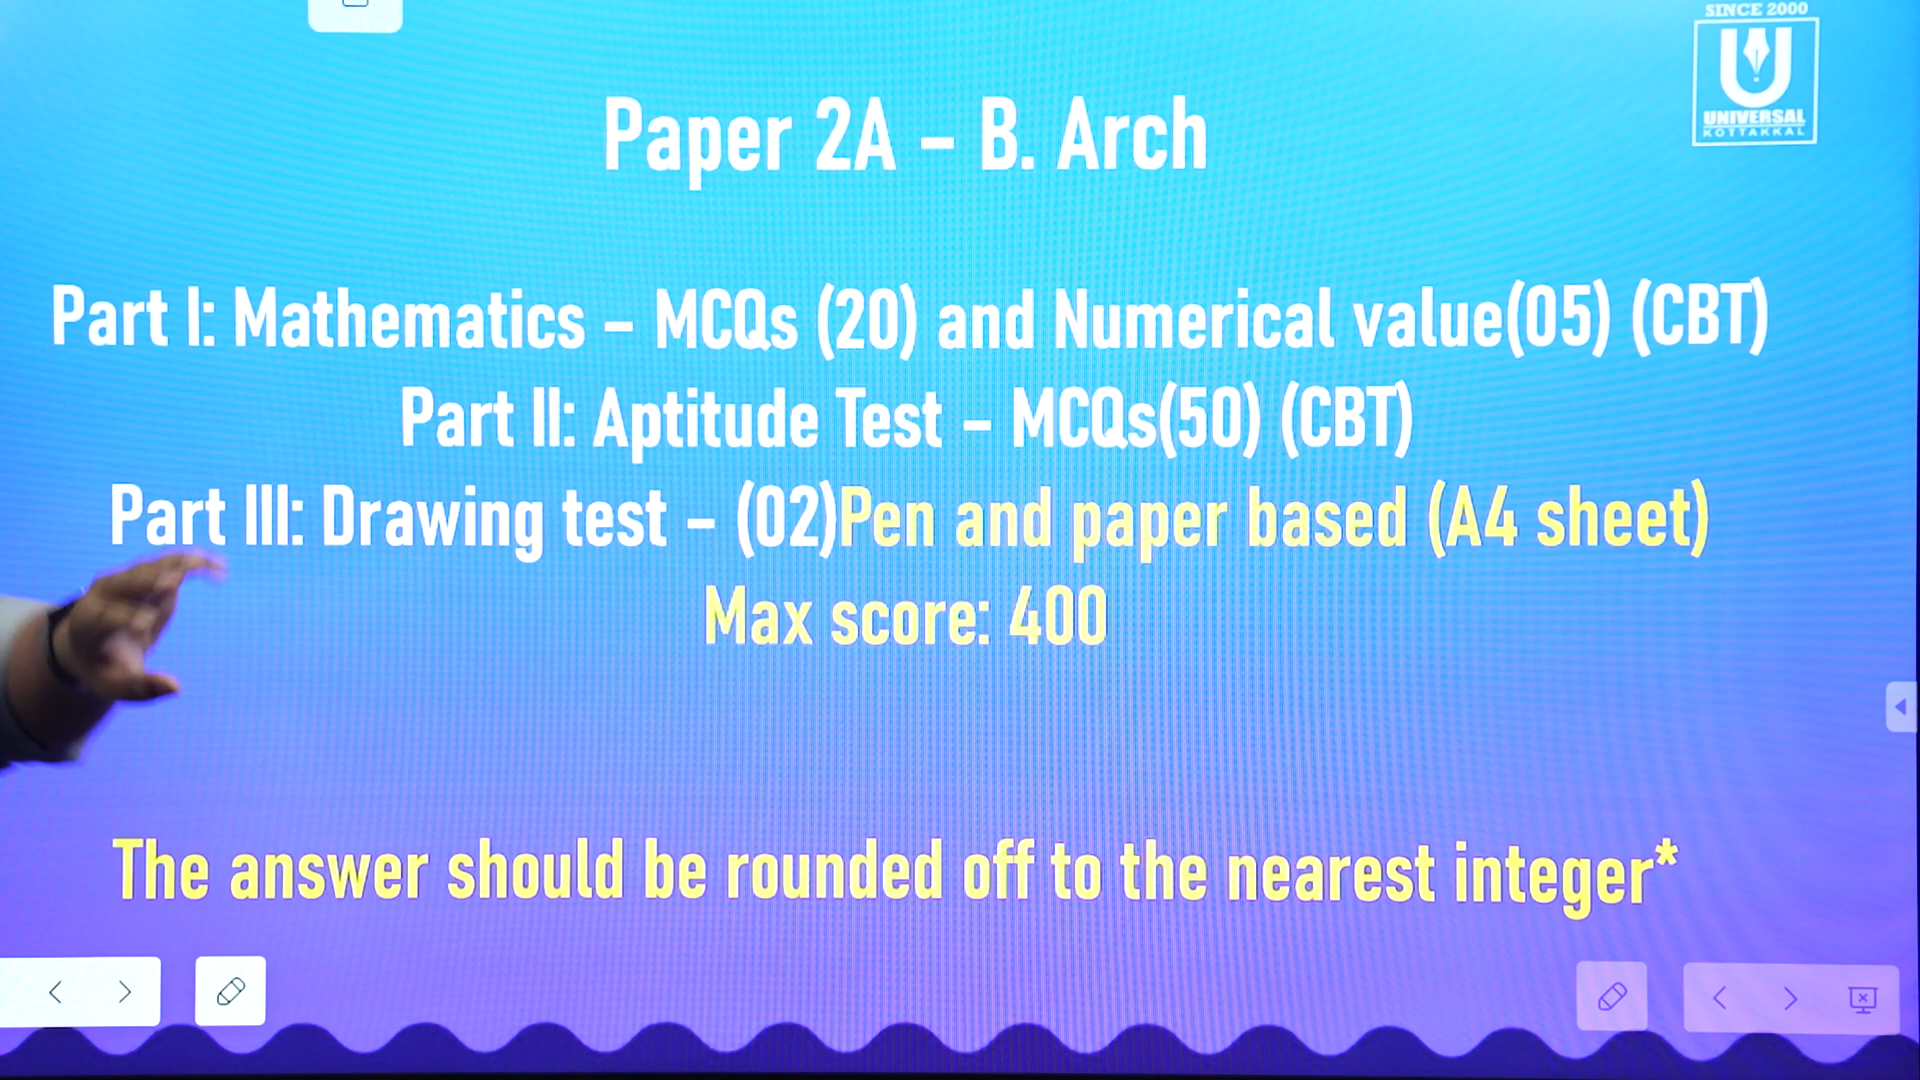 SINCE 2000
U
UNIVERSAL
KOTTAKKAL
Paper 2A – B. Arch
Part I: Mathematics – MCQs (20) and Numerical value(05) (CBT)
Part II: Aptitude Test – MCQs(50) (CBT)
Part III: Drawing test – (02)Pen and paper based (A4 sheet)
Max score: 400
The answer should be rounded off to the nearest integer*